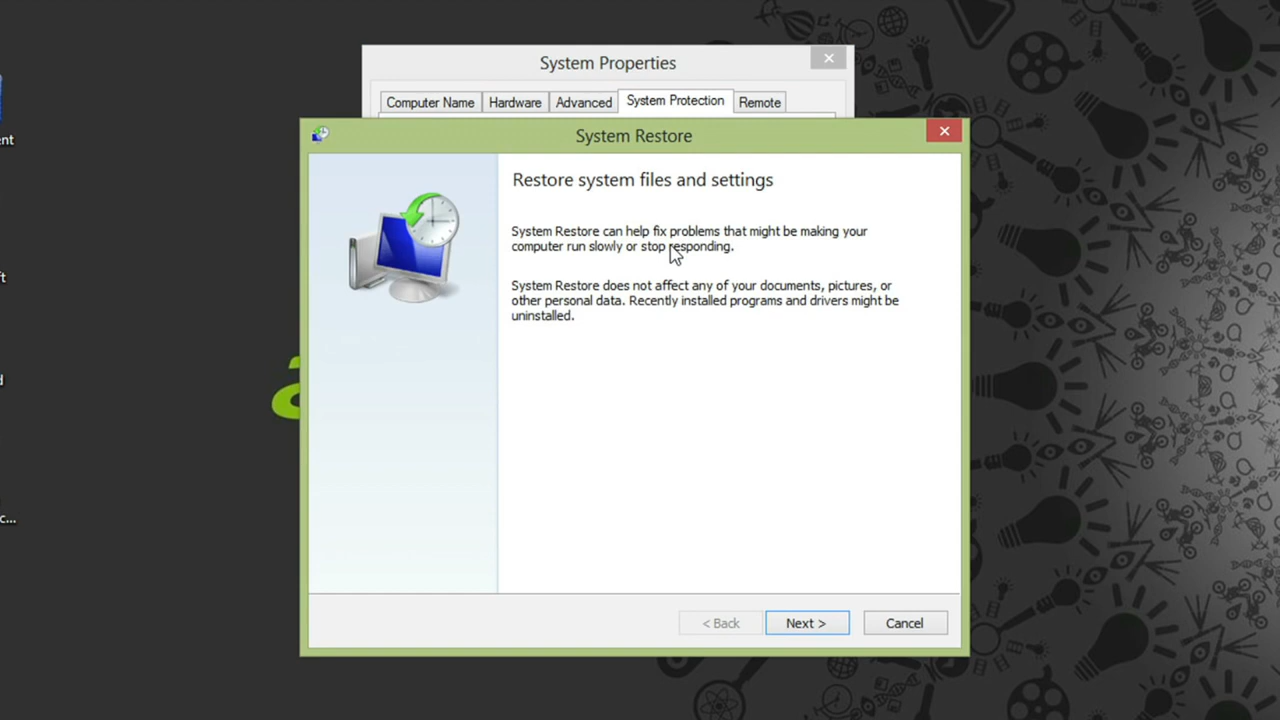 System Properties
Computer Name
Hardware
Advanced
System Protection
Remote
System Restore
Restore system files and settings
System Restore can help fix problems that might be making your
computer run slowly or stop responding.
System Restore does not affect any of your documents, pictures, or
other personal data. Recently installed programs and drivers might be
uninstalled.
ent
ft
d
c...
< Back
Next >
Cancel